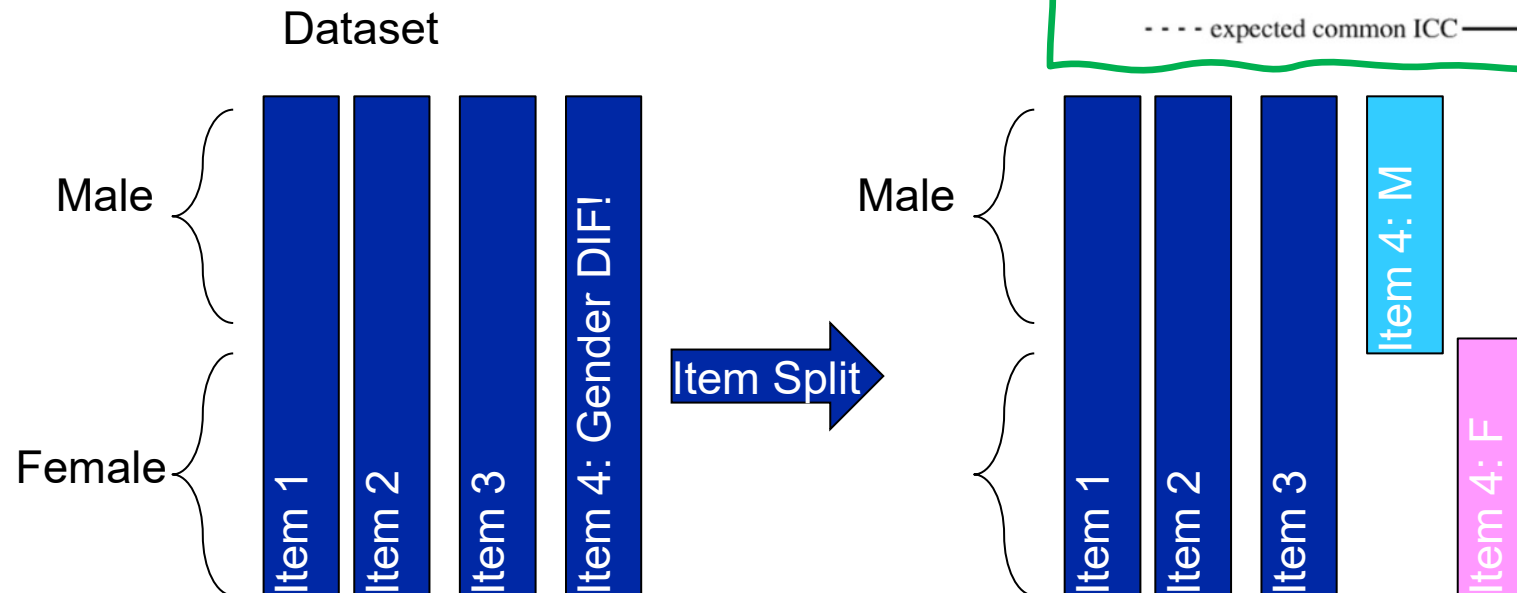 Dataset
- - - - expected common ICC
Male
Female
Item 1
Item 2
Item 3
Item 4: Gender DIF!
Item Split
Male
Item 1
Item 2
Item 3
Item 4: M
Item 4: F